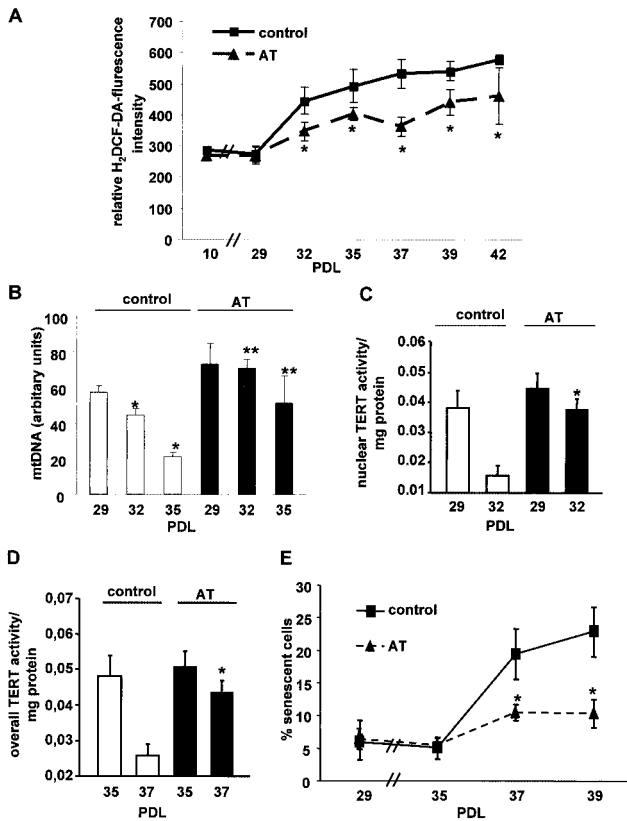 A
700
600
500
400
300
200
100
0
relative H2DCF-DA-flurescence
intensity
control
AT
* * * * *
10 // 29 32 35 37 39 42
PDL
B
control AT
100
80
60
40
20
0
mtDNA (arbitary units)
* * ** **
29 32 35 29 32 35
PDL
C
control AT
0.06
0.05
0.04
0.03
0.02
0.01
nuclear TERT activity/
mg protein
*
29 32 29 32
PDL
D
control AT
0,07
0,06
0,05
0,04
0,03
0,02
overall TERT activity/
mg protein
*
35 37 35 37
PDL
E
30
25
20
15
10
5
0
% senescent cells
control
AT
* *
29 // 35 37 39
PDL